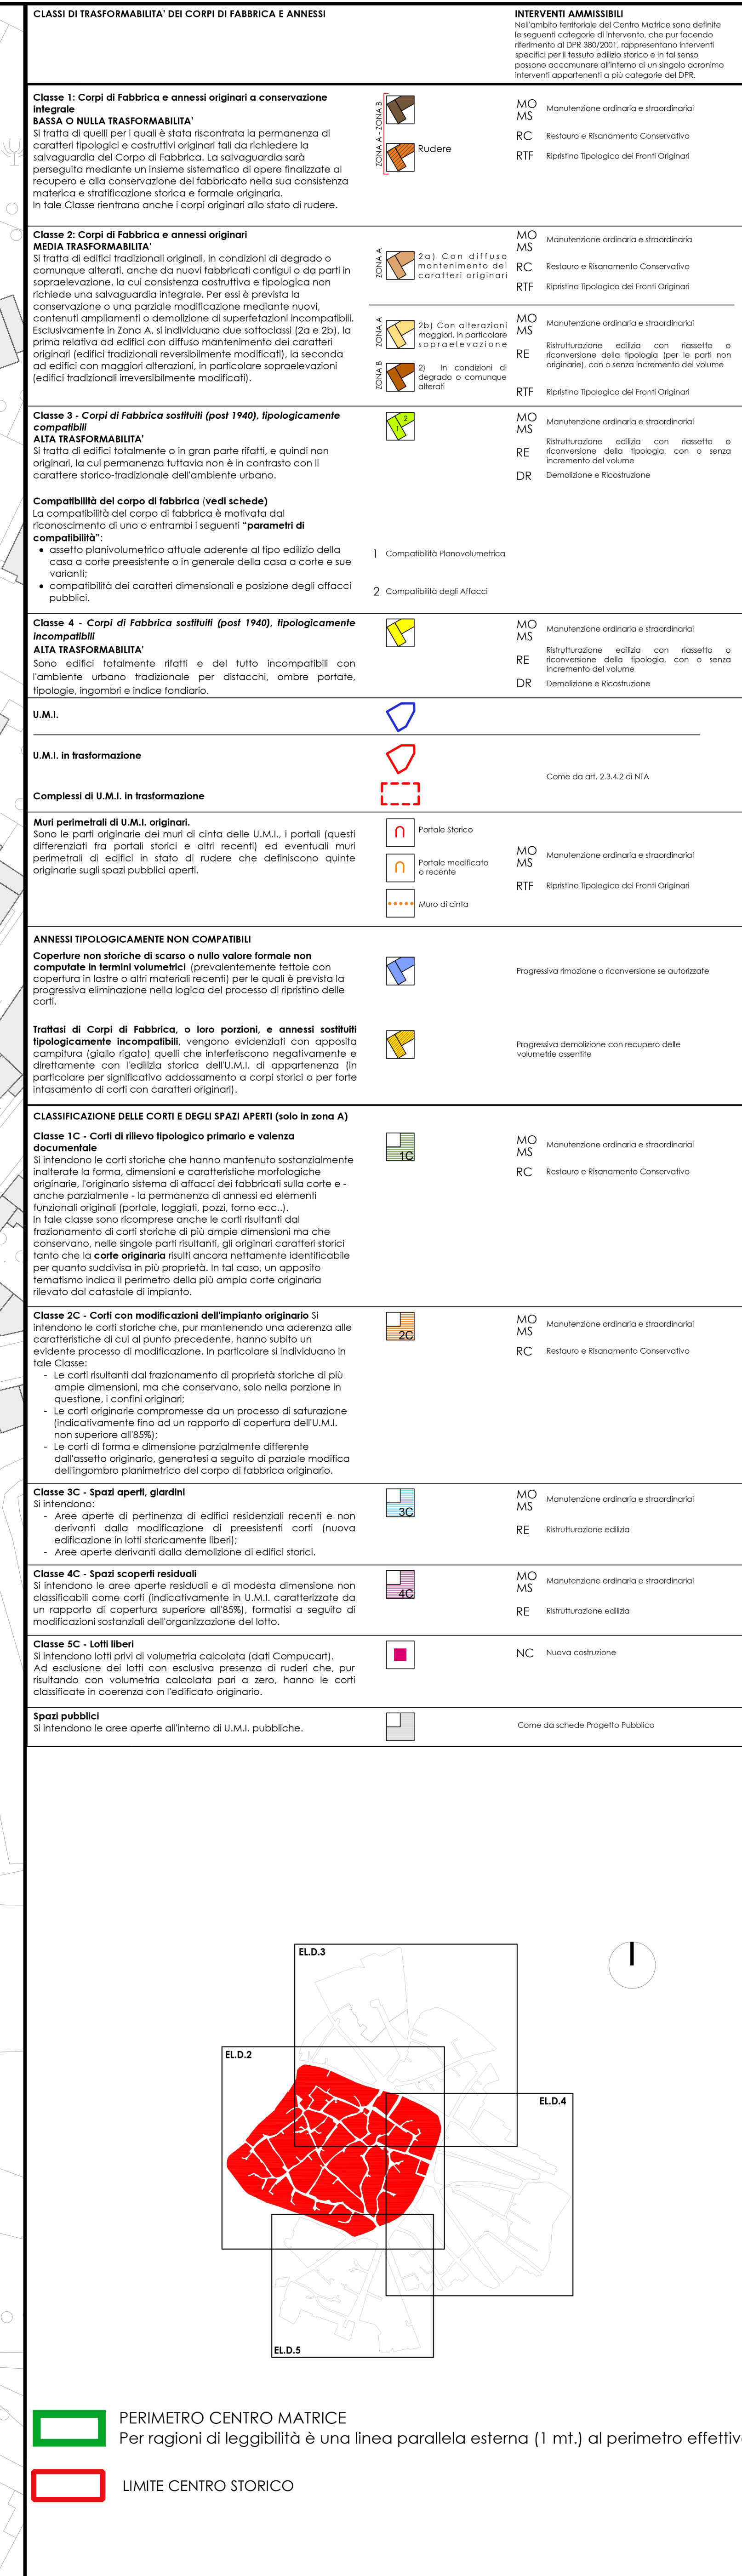 CLASSI DI TRASFORMABILITA' DEI CORPI DI FABBRICA E ANNESSI
INTERVENTI AMMISSIBILI
Nell'ambito territoriale del Centro Matrice sono definite
le seguenti categorie di intervento, che pur facendo
riferimento al DPR 380/2001, rappresentano interventi
specifici per il tessuto edilizio storico e in tal senso
possono accomunare all'interno di un singolo acronimo
interventi appartenenti a più categorie del DPR.
Classe 1: Corpi di Fabbrica e annessi originari a conservazione
integrale
BASSA O NULLA TRASFORMABILITA'
Si tratta di quelli per i quali è stata riscontrata la permanenza di
caratteri tipologici e costruttivi originari tali da richiedere la
salvaguardia del Corpo di Fabbrica. La salvaguardia sarà
perseguita mediante un insieme sistematico di opere finalizzate al
recupero e alla conservazione del fabbricato nella sua consistenza
materica e stratificazione storica e formale originaria.
In tale Classe rientrano anche i corpi originari allo stato di rudere.
ZONA A - ZONA B
Rudere
MO
MS
Manutenzione ordinaria e straordinariai
RC
Restauro e Risanamento Conservativo
RTF
Ripristino Tipologico dei Fronti Originari
Classe 2: Corpi di Fabbrica e annessi originari
MEDIA TRASFORMABILITA'
Si tratta di edifici tradizionali originali, in condizioni di degrado o
comunque alterati, anche da nuovi fabbricati contigui o da parti in
sopraelevazione, la cui consistenza costruttiva e tipologica non
richiede una salvaguardia integrale. Per essi è prevista la
conservazione o una parziale modificazione mediante nuovi,
contenuti ampliamenti o demolizione di superfetazioni incompatibili.
Esclusivamente in Zona A, si individuano due sottoclassi (2a e 2b), la
prima relativa ad edifici con diffuso mantenimento dei caratteri
originari (edifici tradizionali reversibilmente modificati), la seconda
ad edifici con maggiori alterazioni, in particolare sopraelevazioni
(edifici tradizionali irreversibilmente modificati).
ZONA A
2a) Con diffuso
mantenimento dei
caratteri originari
MO
MS
Manutenzione ordinaria e straordinaria
RC
Restauro e Risanamento Conservativo
RTF
Ripristino Tipologico dei Fronti Originari
ZONA A
2b) Con alterazioni
maggiori, in particolare
sopraelevazione
ZONA B
2) In condizioni di
degrado o comunque
alterati
MO
MS
Manutenzione ordinaria e straordinariai
RE
Ristrutturazione edilizia con riassetto o
riconversione della tipologia (per le parti non
originarie), con o senza incremento del volume
RTF
Ripristino Tipologico dei Fronti Originari
Classe 3 - Corpi di Fabbrica sostituiti (post 1940), tipologicamente
compatibili
ALTA TRASFORMABILITA'
Si tratta di edifici totalmente o in gran parte rifatti, e quindi non
originari, la cui permanenza tuttavia non è in contrasto con il
carattere storico-tradizionale dell'ambiente urbano.
2
1
MO
MS
Manutenzione ordinaria e straordinariai
RE
Ristrutturazione edilizia con riassetto o
riconversione della tipologia, con o senza
incremento del volume
DR
Demolizione e Ricostruzione
Compatibilità del corpo di fabbrica (vedi schede)
La compatibilità del corpo di fabbrica è motivata dal
riconoscimento di uno o entrambi i seguenti “parametri di
compatibilità”:
• assetto planivolumetrico attuale aderente al tipo edilizio della
casa a corte preesistente o in generale della casa a corte e sue
varianti;
• compatibilità dei caratteri dimensionali e posizione degli affacci
pubblici.
1 Compatibilità Planovolumetrica
2 Compatibilità degli Affacci
Classe 4 - Corpi di Fabbrica sostituiti (post 1940), tipologicamente
incompatibili
ALTA TRASFORMABILITA'
Sono edifici totalmente rifatti e del tutto incompatibili con
l'ambiente urbano tradizionale per distacchi, ombre portate,
tipologie, ingombri e indice fondiario.
MO
MS
Manutenzione ordinaria e straordinariai
RE
Ristrutturazione edilizia con riassetto o
riconversione della tipologia, con o senza
incremento del volume
DR
Demolizione e Ricostruzione
U.M.I.
U.M.I. in trasformazione
Come da art. 2.3.4.2 di NTA
Complessi di U.M.I. in trasformazione
Muri perimetrali di U.M.I. originari.
Sono le parti originarie dei muri di cinta delle U.M.I., i portali (questi
differenziati fra portali storici e altri recenti) ed eventuali muri
perimetrali di edifici in stato di rudere che definiscono quinte
originarie sugli spazi pubblici aperti.
Portale Storico
Portale modificato
o recente
Muro di cinta
MO
MS
Manutenzione ordinaria e straordinariai
RTF
Ripristino Tipologico dei Fronti Originari
ANNESSI TIPOLOGICAMENTE NON COMPATIBILI
Coperture non storiche di scarso o nullo valore formale non
computate in termini volumetrici (prevalentemente tettoie con
copertura in lastre o altri materiali recenti) per le quali è prevista la
progressiva eliminazione nella logica del processo di ripristino delle
corti.
Progressiva rimozione o riconversione se autorizzate
Trattasi di Corpi di Fabbrica, o loro porzioni, e annessi sostituiti
tipologicamente incompatibili, vengono evidenziati con apposita
campitura (giallo rigato) quelli che interferiscono negativamente e
direttamente con l'edilizia storica dell'U.M.I. di appartenenza (in
particolare per significativo addossamento a corpi storici o per forte
intasamento di corti con caratteri originari).
Progressiva demolizione con recupero delle
volumetrie assentite
CLASSIFICAZIONE DELLE CORTI E DEGLI SPAZI APERTI (solo in zona A)
Classe 1C - Corti di rilievo tipologico primario e valenza
documentale
Si intendono le corti storiche che hanno mantenuto sostanzialmente
inalterate la forma, dimensioni e caratteristiche morfologiche
originarie, l'originario sistema di affacci dei fabbricati sulla corte e -
anche parzialmente - la permanenza di annessi ed elementi
funzionali originari (portale, loggiati, pozzi, forno ecc..).
In tale classe sono ricomprese anche le corti risultanti dal
frazionamento di corti storiche di più ampie dimensioni ma che
conservano, nelle singole parti risultanti, gli originari caratteri storici
tanto che la corte originaria risulti ancora nettamente identificabile
per quanto suddivisa in più proprietà. In tal caso, un apposito
tematismo indica il perimetro della più ampia corte originaria
rilevato dal catastale di impianto.
1C
MO
MS
Manutenzione ordinaria e straordinariai
RC
Restauro e Risanamento Conservativo
Classe 2C - Corti con modificazioni dell'impianto originario Si
intendono le corti storiche che, pur mantenendo una aderenza alle
caratteristiche di cui al punto precedente, hanno subito un
evidente processo di modificazione. In particolare si individuano in
tale Classe:
- Le corti risultanti dal frazionamento di proprietà storiche di più
ampie dimensioni, ma che conservano, solo nella porzione in
questione, i confini originari;
- Le corti originarie compromesse da un processo di saturazione
(indicativamente fino ad un rapporto di copertura dell'U.M.I.
non superiore all'85%);
- Le corti di forma e dimensione parzialmente differente
dall'assetto originario, generatesi a seguito di parziale modifica
dell'ingombro planimetrico del corpo di fabbrica originario.
2C
MO
MS
Manutenzione ordinaria e straordinariai
RC
Restauro e Risanamento Conservativo
Classe 3C - Spazi aperti, giardini
Si intendono:
- Aree aperte di pertinenza di edifici residenziali recenti e non
derivanti dalla modificazione di preesistenti corti (nuova
edificazione in lotti storicamente liberi);
- Aree aperte derivanti dalla demolizione di edifici storici.
3C
MO
MS
Manutenzione ordinaria e straordinariai
RE
Ristrutturazione edilizia
Classe 4C - Spazi scoperti residuali
Si intendono le aree aperte residuali e di modesta dimensione non
classificabili come corti (indicativamente in U.M.I. caratterizzate da
un rapporto di copertura superiore all'85%), formatisi a seguito di
modificazioni sostanziali dell'organizzazione del lotto.
4C
MO
MS
Manutenzione ordinaria e straordinariai
RE
Ristrutturazione edilizia
Classe 5C - Lotti liberi
Si intendono lotti privi di volumetria calcolata (dati Compucart).
Ad esclusione dei lotti con esclusiva presenza di ruderi che, pur
risultando con volumetria calcolata pari a zero, hanno le corti
classificate in coerenza con l'edificato originario.
NC
Nuova costruzione
Spazi pubblici
Si intendono le aree aperte all'interno di U.M.I. pubbliche.
Come da schede Progetto Pubblico
EL.D.3
EL.D.2
EL.D.4
EL.D.5
PERIMETRO CENTRO MATRICE
Per ragioni di leggibilità è una linea parallela esterna (1 mt.) al perimetro effettiv
LIMITE CENTRO STORICO